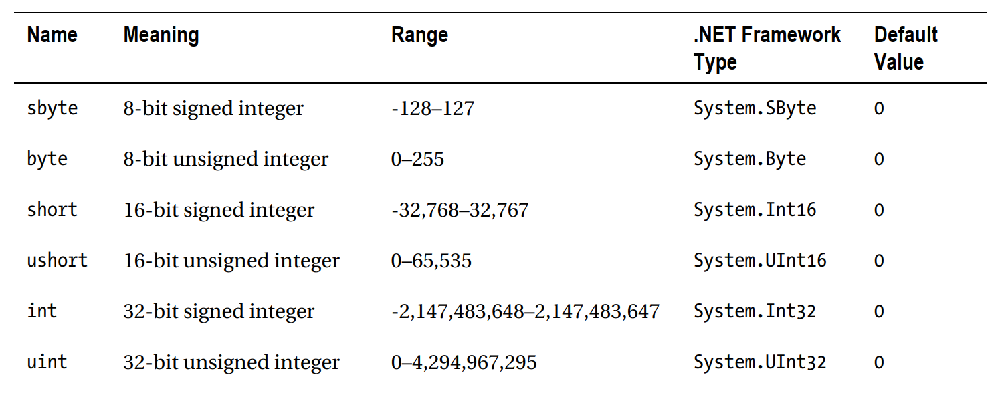 Name Meaning Range .NET Framework Type Default Value
sbyte 8-bit signed integer -128–127 System.SByte 0
byte 8-bit unsigned integer 0–255 System.Byte 0
short 16-bit signed integer -32,768–32,767 System.Int16 0
ushort 16-bit unsigned integer 0–65,535 System.UInt16 0
int 32-bit signed integer -2,147,483,648–2,147,483,647 System.Int32 0
uint 32-bit unsigned integer 0–4,294,967,295 System.UInt32 0